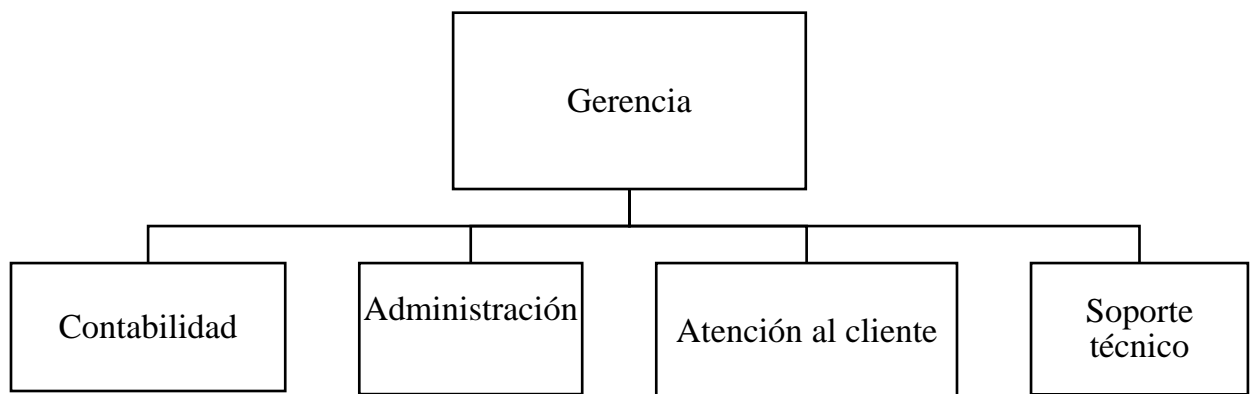 Gerencia
Contabilidad
Administración
Atención al cliente
Soporte
técnico